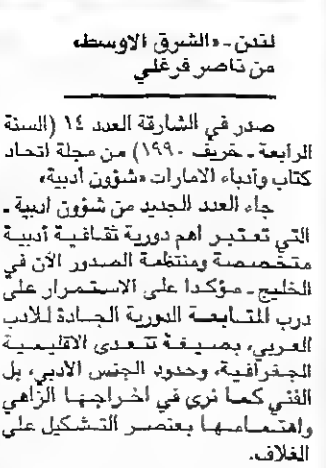 لندن - «الشرق الاوسط»
من ناصر فرغلي
صدر في الشارقة العدد ١٤ (السنة
الرابعة - خريف ١٩٩٠) من مجلة اتحاد
كتاب وأدباء الامارات «شؤون أدبية»
جاء العدد الجديد من شؤون ادبية -
التي تعتبر اهم دورية ثقافية أدبية
متخصصة ومنتظمة الصدور الآن في
الخليج - مؤكدا على الاستمرار على
درب المتابعة الدورية الجادة للأدب
العربي، بصيغة تتعدى الاقليمية
الجغرافية، وحدود الجنس الأدبي، بل
الفني كما نرى في اخراجها الزاهي
واهتمامها بعنصر التشكيل على
الغلاف.